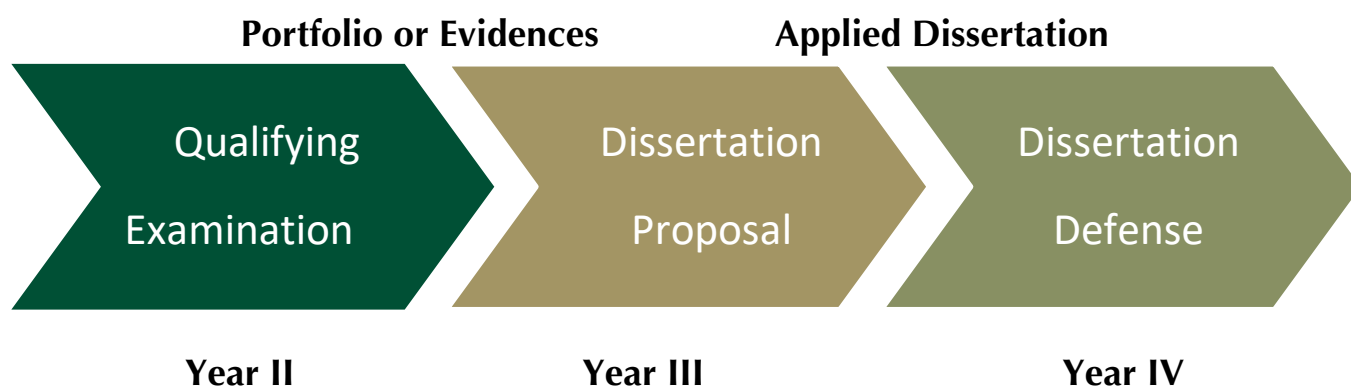 Portfolio or Evidences
Applied Dissertation
Qualifying
Examination
Dissertation
Proposal
Dissertation
Defense
Year II
Year III
Year IV